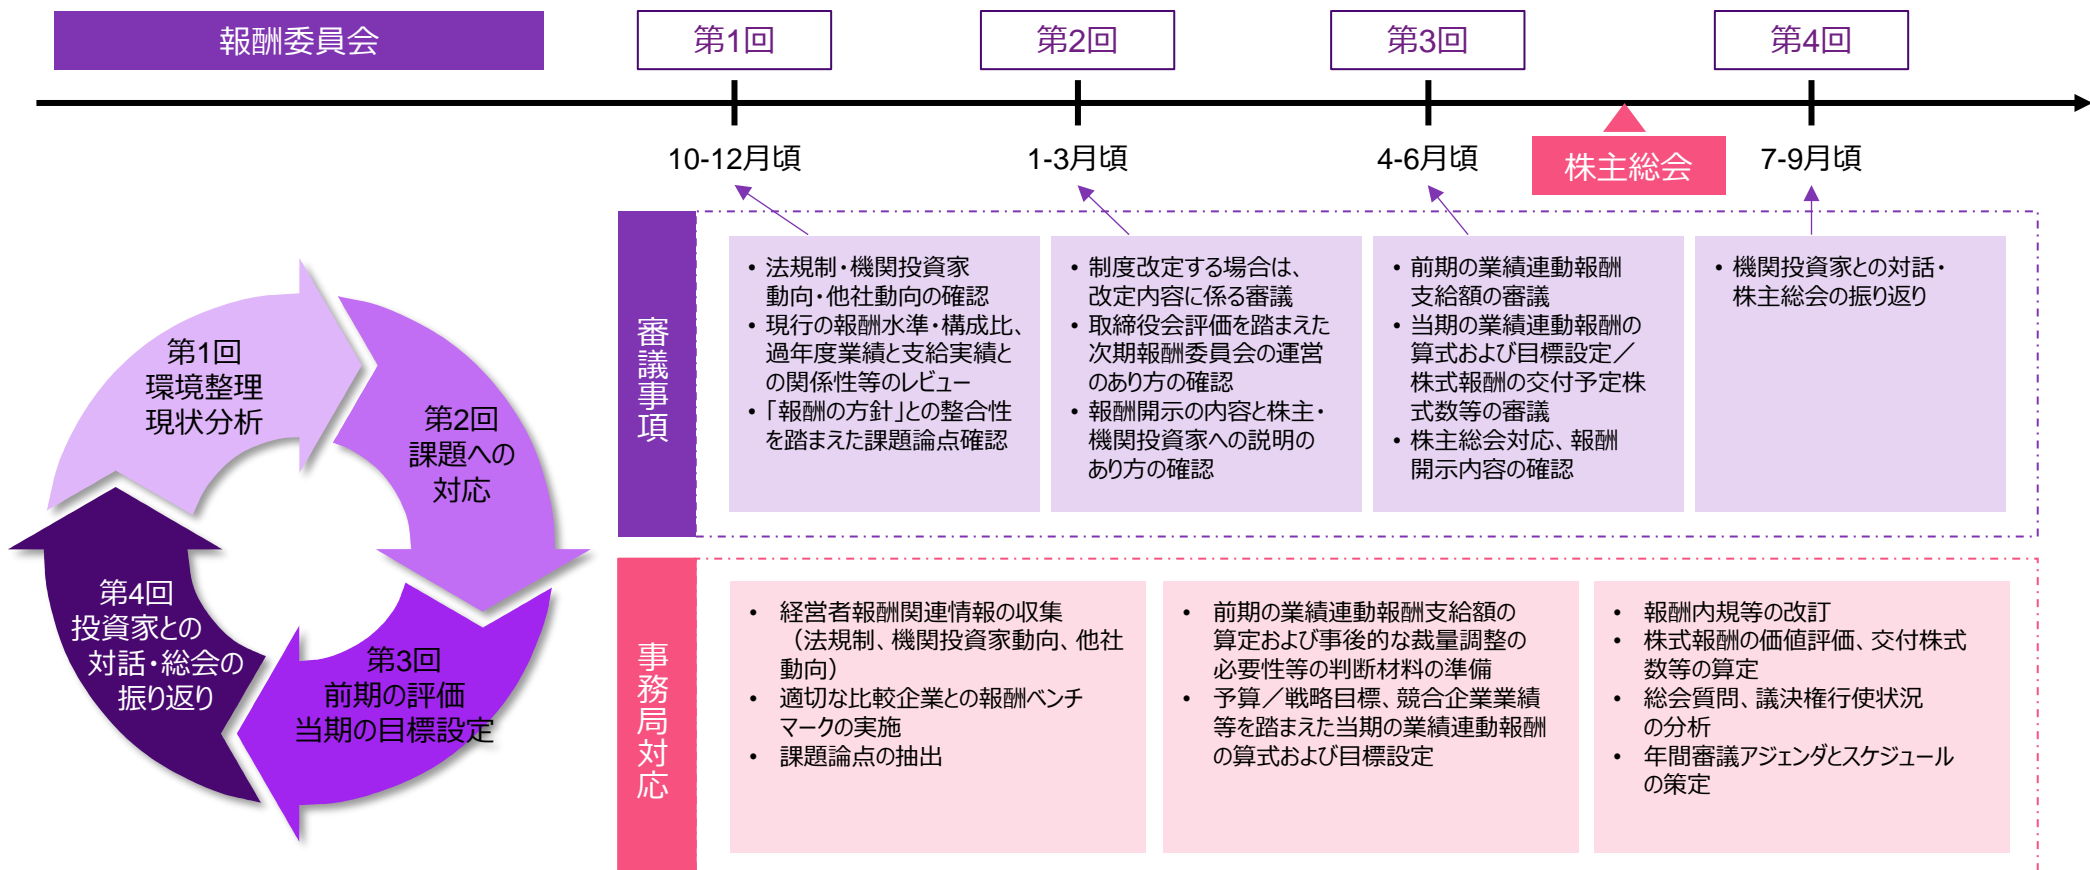 報酬委員会
第1回
第2回
第3回
第4回
10-12月頃
1-3月頃
4-6月頃
株主総会
7-9月頃
第1回
環境整理
現状分析
第2回
課題への
対応
第3回
前期の評価
当期の目標設定
第4回
投資家との
対話・総会の
振り返り
審議事項
• 法規制・機関投資家
動向・他社動向の確認
• 現行の報酬水準・構成比、
過年度業績と支給実績と
の関係性等のレビュー
• 「報酬の方針」との整合性
を踏まえた課題論点確認
• 制度改定する場合は、
改定内容に係る審議
• 取締役会評価を踏まえた
次期報酬委員会の運営
のあり方の確認
• 報酬開示の内容と株主・
機関投資家への説明の
あり方の確認
• 前期の業績連動報酬
支給額の審議
• 当期の業績連動報酬の
算式および目標設定／
株式報酬の交付予定株
式数等の審議
• 株主総会対応、報酬
開示内容の確認
• 機関投資家との対話・
株主総会の振り返り
事務局対応
• 経営者報酬関連情報の収集
（法規制、機関投資家動向、他社
動向）
• 適切な比較企業との報酬ベンチ
マークの実施
• 課題論点の抽出
• 前期の業績連動報酬支給額の
算定および事後的な裁量調整の
必要性等の判断材料の準備
• 予算／戦略目標、競合企業業績
等を踏まえた当期の業績連動報酬
の算式および目標設定
• 報酬内規等の改訂
• 株式報酬の価値評価、交付株式
数等の算定
• 総会質問、議決権行使状況
の分析
• 年間審議アジェンダとスケジュール
の策定